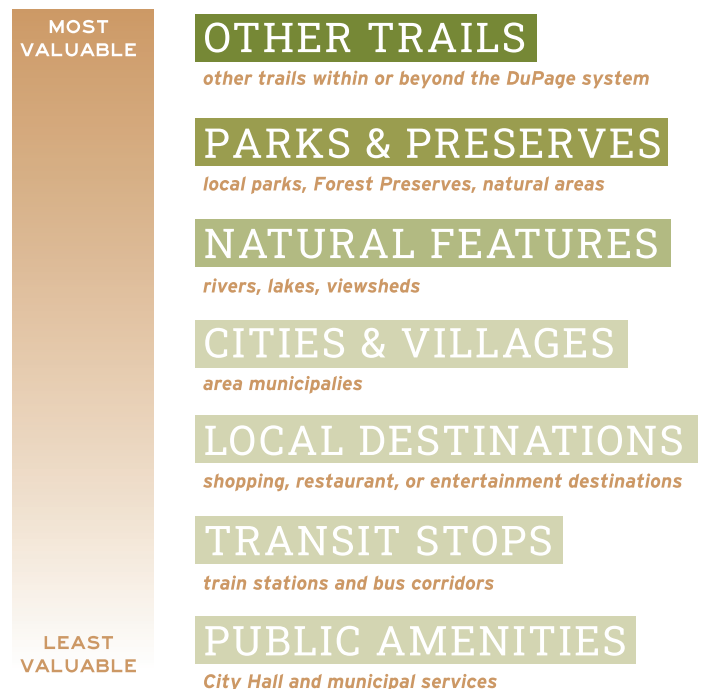 MOST
VALUABLE
OTHER TRAILS
other trails within or beyond the DuPage system
PARKS & PRESERVES
local parks, Forest Preserves, natural areas
NATURAL FEATURES
rivers, lakes, viewsheds
CITIES & VILLAGES
area municipalies
LOCAL DESTINATIONS
shopping, restaurant, or entertainment destinations
TRANSIT STOPS
train stations and bus corridors
PUBLIC AMENITIES
City Hall and municipal services
LEAST
VALUABLE